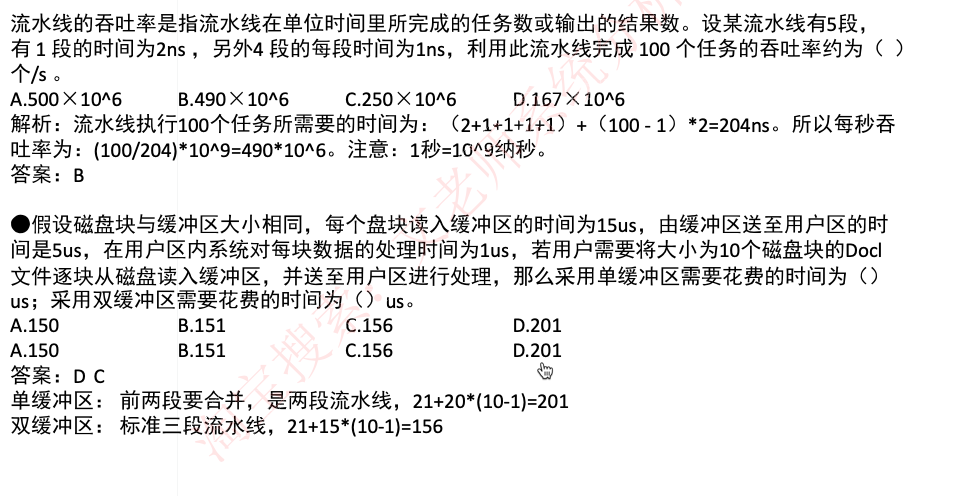 流水线的吞吐率是指流水线在单位时间里所完成的任务数或输出的结果数。设某流水线有5段，
有 1 段的时间为2ns ，另外4 段的每段时间为1ns，利用此流水线完成 100 个任务的吞吐率约为（ ）
个/s 。
A.500×10^6 B.490×10^6 C.250×10^6 D.167×10^6
解析：流水线执行100个任务所需要的时间为：（2+1+1+1+1）+（100 - 1）*2=204ns。所以每秒吞
吐率为：(100/204)*10^9=490*10^6。注意：1秒=10^9纳秒。
答案：B
●假设磁盘块与缓冲区大小相同，每个盘块读入缓冲区的时间为15us，由缓冲区送至用户区的时
间是5us，在用户区内系统对每块数据的处理时间为1us，若用户需要将大小为10个磁盘块的Docl
文件逐块从磁盘读入缓冲区，并送至用户区进行处理，那么采用单缓冲区需要花费的时间为（）
us；采用双缓冲区需要花费的时间为（）us。
A.150 B.151 C.156 D.201
A.150 B.151 C.156 D.201
答案：D C
单缓冲区： 前两段要合并，是两段流水线，21+20*(10-1)=201
双缓冲区： 标准三段流水线，21+15*(10-1)=156